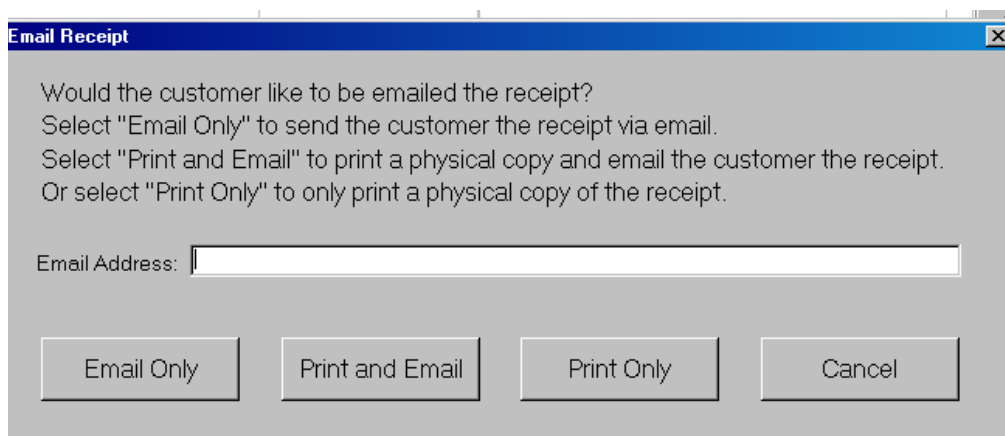 Email Receipt
Would the customer like to be emailed the receipt?
Select "Email Only" to send the customer the receipt via email.
Select "Print and Email" to print a physical copy and email the customer the receipt.
Or select "Print Only" to only print a physical copy of the receipt.
Email Address:
Email Only Print and Email Print Only Cancel